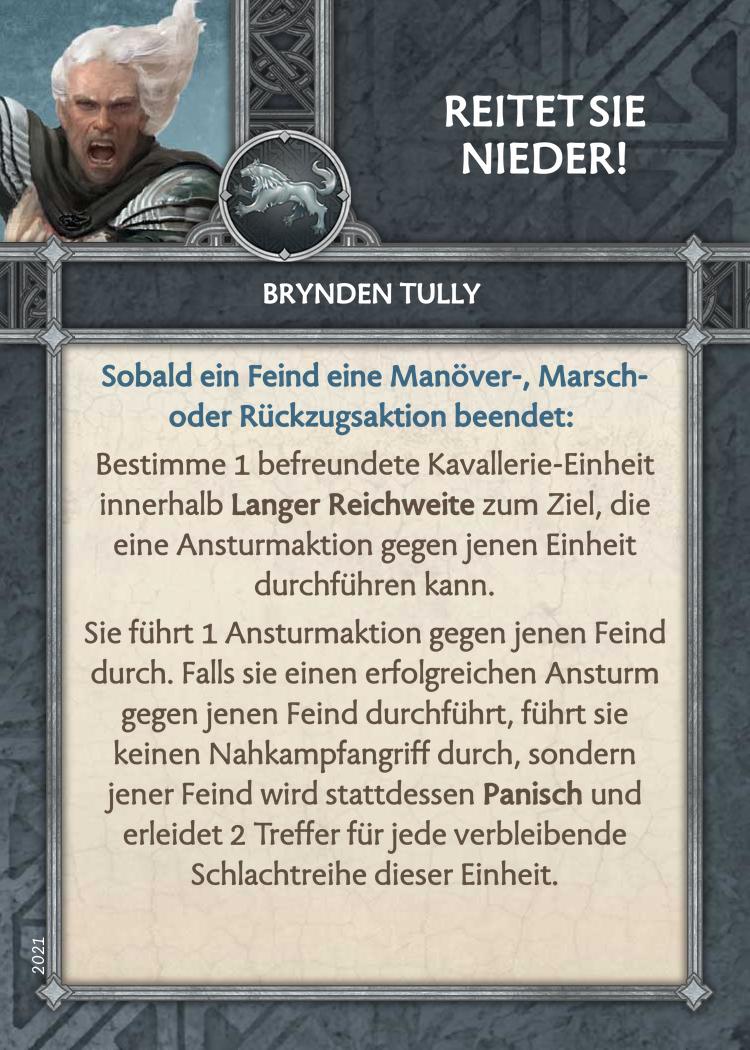 REITET SIE
NIEDER!
BRYNDEN TULLY
Sobald ein Feind eine Manöver-, Marsch-
oder Rückzugsaktion beendet:
Bestimme 1 befreundete Kavallerie-Einheit
innerhalb Langer Reichweite zum Ziel, die
eine Ansturmaktion gegen jenen Einheit
durchführen kann.
Sie führt 1 Ansturmaktion gegen jenen Feind
durch. Falls sie einen erfolgreichen Ansturm
gegen jenen Feind durchführt, führt sie
keinen Nahkampfangriff durch, sondern
jener Feind wird stattdessen Panisch und
erleidet 2 Treffer für jede verbleibende
Schlachtreihe dieser Einheit.
2021